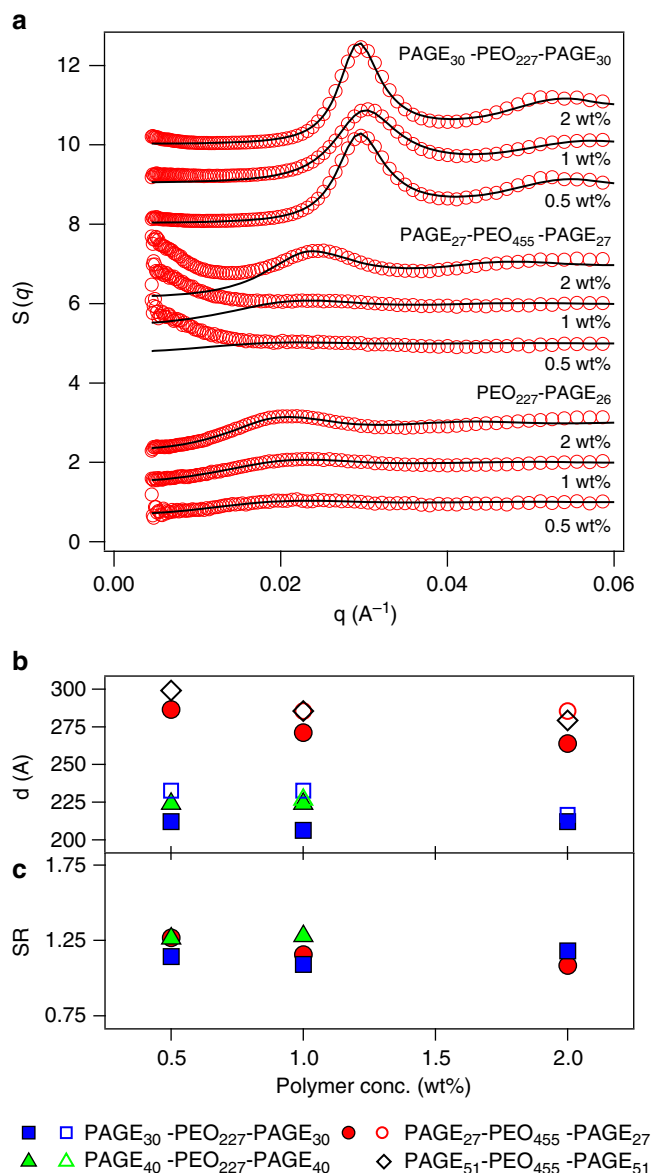 a
PAGE₃₀ -PEO₂₂₇-PAGE₃₀
2 wt%
1 wt%
0.5 wt%
PAGE₂₇-PEO₄₅₅ -PAGE₂₇
2 wt%
1 wt%
0.5 wt%
PEO₂₂₇-PAGE₂₆
2 wt%
1 wt%
0.5 wt%
S(q)
12
10
8
6
4
2
0
0.00 0.02 0.04 0.06
q (A⁻¹)
b
d (A)
300
275
250
225
200
c
SR
1.75
1.25
0.75
0.5 1.0 1.5 2.0
Polymer conc. (wt%)
PAGE₃₀ -PEO₂₂₇-PAGE₃₀
PAGE₂₇-PEO₄₅₅ -PAGE₂₇
PAGE₄₀ -PEO₂₂₇-PAGE₄₀
PAGE₅₁-PEO₄₅₅ -PAGE₅₁